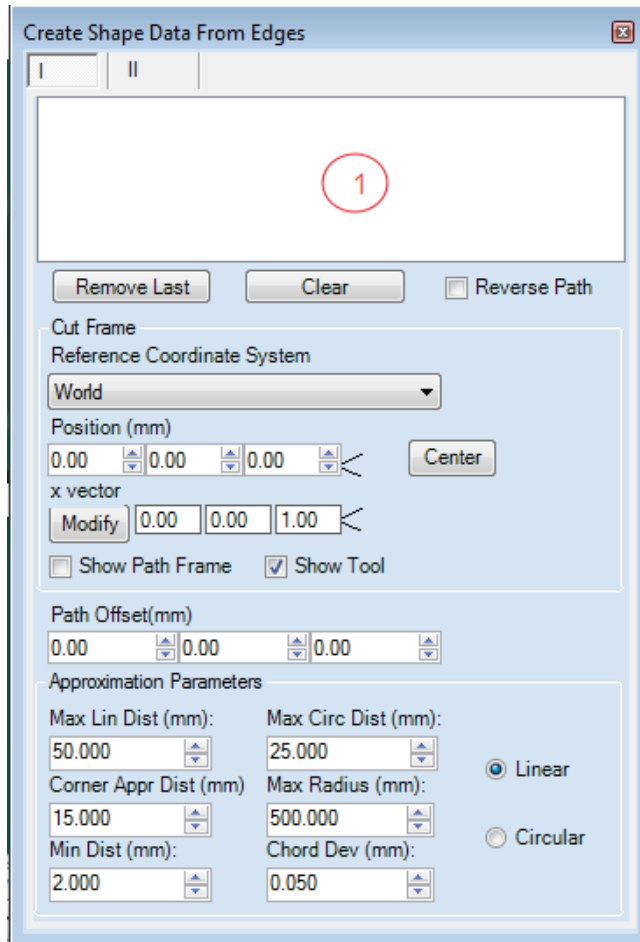 Create Shape Data From Edges
I II
1
Remove Last Clear Reverse Path
Cut Frame
Reference Coordinate System
World
Position (mm)
0.00 0.00 0.00 Center
x vector
Modify 0.00 0.00 1.00
Show Path Frame Show Tool
Path Offset(mm)
0.00 0.00 0.00
Approximation Parameters
Max Lin Dist (mm): Max Circ Dist (mm):
50.000 25.000
Linear
Corner Appr Dist (mm) Max Radius (mm):
15.000 500.000
Circular
Min Dist (mm): Chord Dev (mm):
2.000 0.050